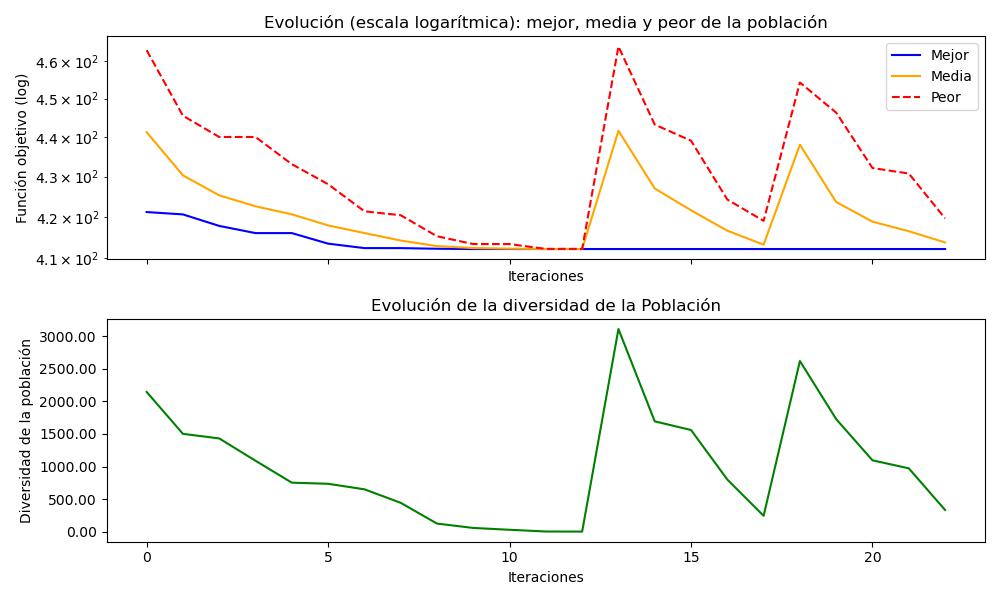 Evolución (escala logarítmica): mejor, media y peor de la población
Función objetivo (log)
4.6 × 10²
4.5 × 10²
4.4 × 10²
4.3 × 10²
4.2 × 10²
4.1 × 10²
Mejor
Media
Peor
Iteraciones
Evolución de la diversidad de la Población
Diversidad de la población
3000.00
2500.00
2000.00
1500.00
1000.00
500.00
0.00
0 5 10 15 20
Iteraciones